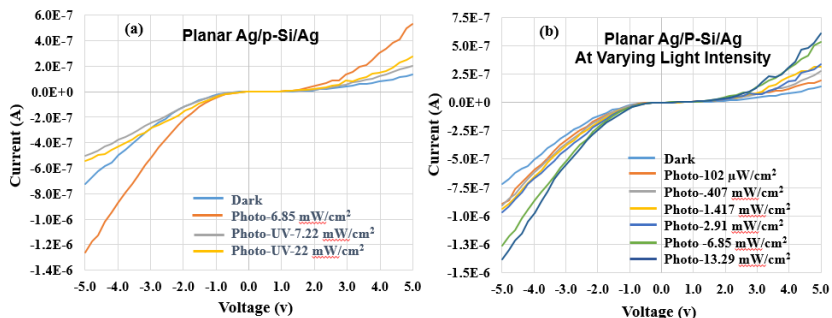 (a)
Planar Ag/p-Si/Ag
6.0E-7
4.0E-7
2.0E-7
0.0E+0
-2.0E-7
-4.0E-7
-6.0E-7
-8.0E-7
-1.0E-6
-1.2E-6
-1.4E-6
Current (A)
Dark
Photo-6.85 mW/cm²
Photo-UV-7.22 mW/cm²
Photo-UV-22 mW/cm²
-5.0 -4.0 -3.0 -2.0 -1.0 0.0 1.0 2.0 3.0 4.0 5.0
Voltage (v)
(b)
Planar Ag/P-Si/Ag
At Varying Light Intensity
7.5E-7
5.0E-7
2.5E-7
0.0E+0
-2.5E-7
-5.0E-7
-7.5E-7
-1.0E-6
-1.3E-6
-1.5E-6
Current (A)
Dark
Photo-102 µW/cm²
Photo-.407 mW/cm²
Photo-1.417 mW/cm²
Photo-2.91 mW/cm²
Photo -6.85 mW/cm²
Photo-13.29 mW/cm²
-5.0 -4.0 -3.0 -2.0 -1.0 0.0 1.0 2.0 3.0 4.0 5.0
Voltage (v)